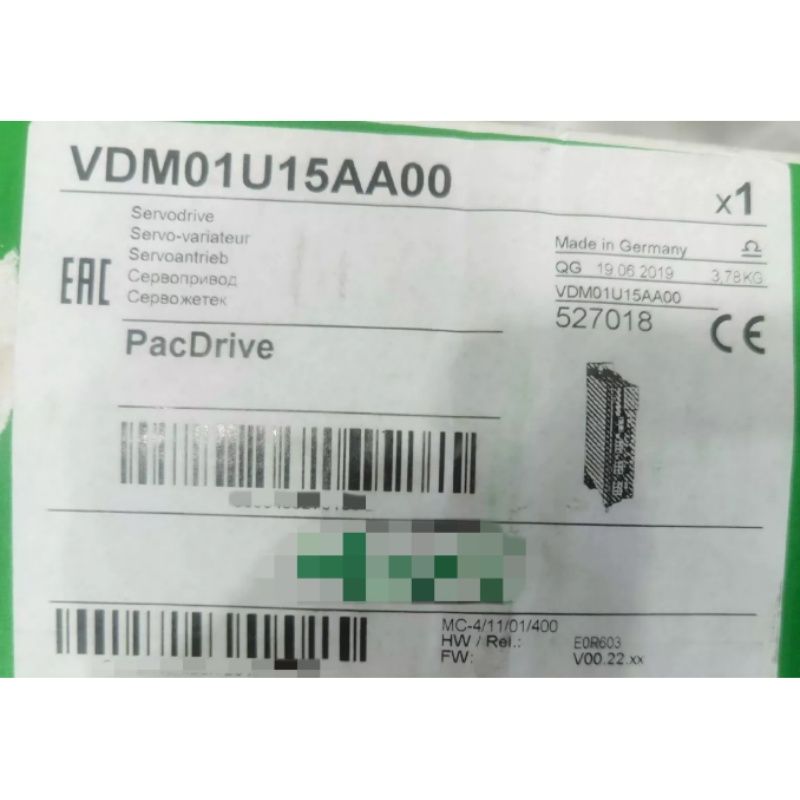 VDM01U15AA00
x1
Servodrive
Servo-variateur
Servoantrieb
Сервопривод
Сервожетек
EAC
Made in Germany
QG 19.06.2019 3,78KG
VDM01U15AA00
527018
CE
PacDrive
MC-4/11/01/400
HW / Rel.: E0R603
FW: V00.22.xx